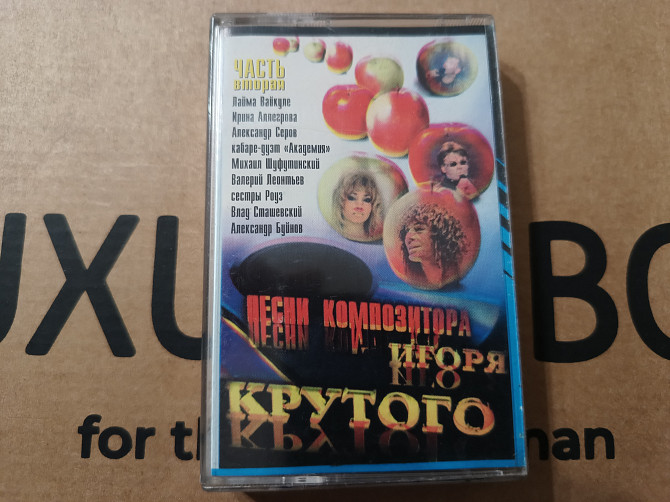 ЧАСТЬ
вторая
Лайма Вайкуле
Ирина Аллегрова
Александр Серов
кабаре-дуэт «Академия»
Михаил Шуфутинский
Валерий Леонтьев
сестры Роуз
Влад Сташевский
Александр Буйнов
ПЕСНИ КОМПОЗИТОРА
ИГОРЯ
КРУТОГО
UXU BO
for th man